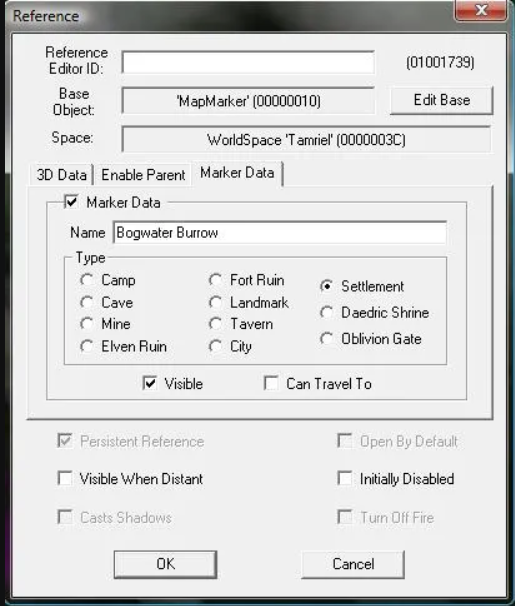 Reference
Reference Editor ID: (01001739)
Base Object: 'MapMarker' (00000010) Edit Base
Space: WorldSpace 'Tamriel' (0000003C)
3D Data Enable Parent Marker Data
Marker Data
Name Bogwater Burrow
Type
Camp Fort Ruin Settlement
Cave Landmark Daedric Shrine
Mine Tavern Oblivion Gate
Elven Ruin City
Visible Can Travel To
Persistent Reference Open By Default
Visible When Distant Initially Disabled
Casts Shadows Turn Off Fire
OK Cancel